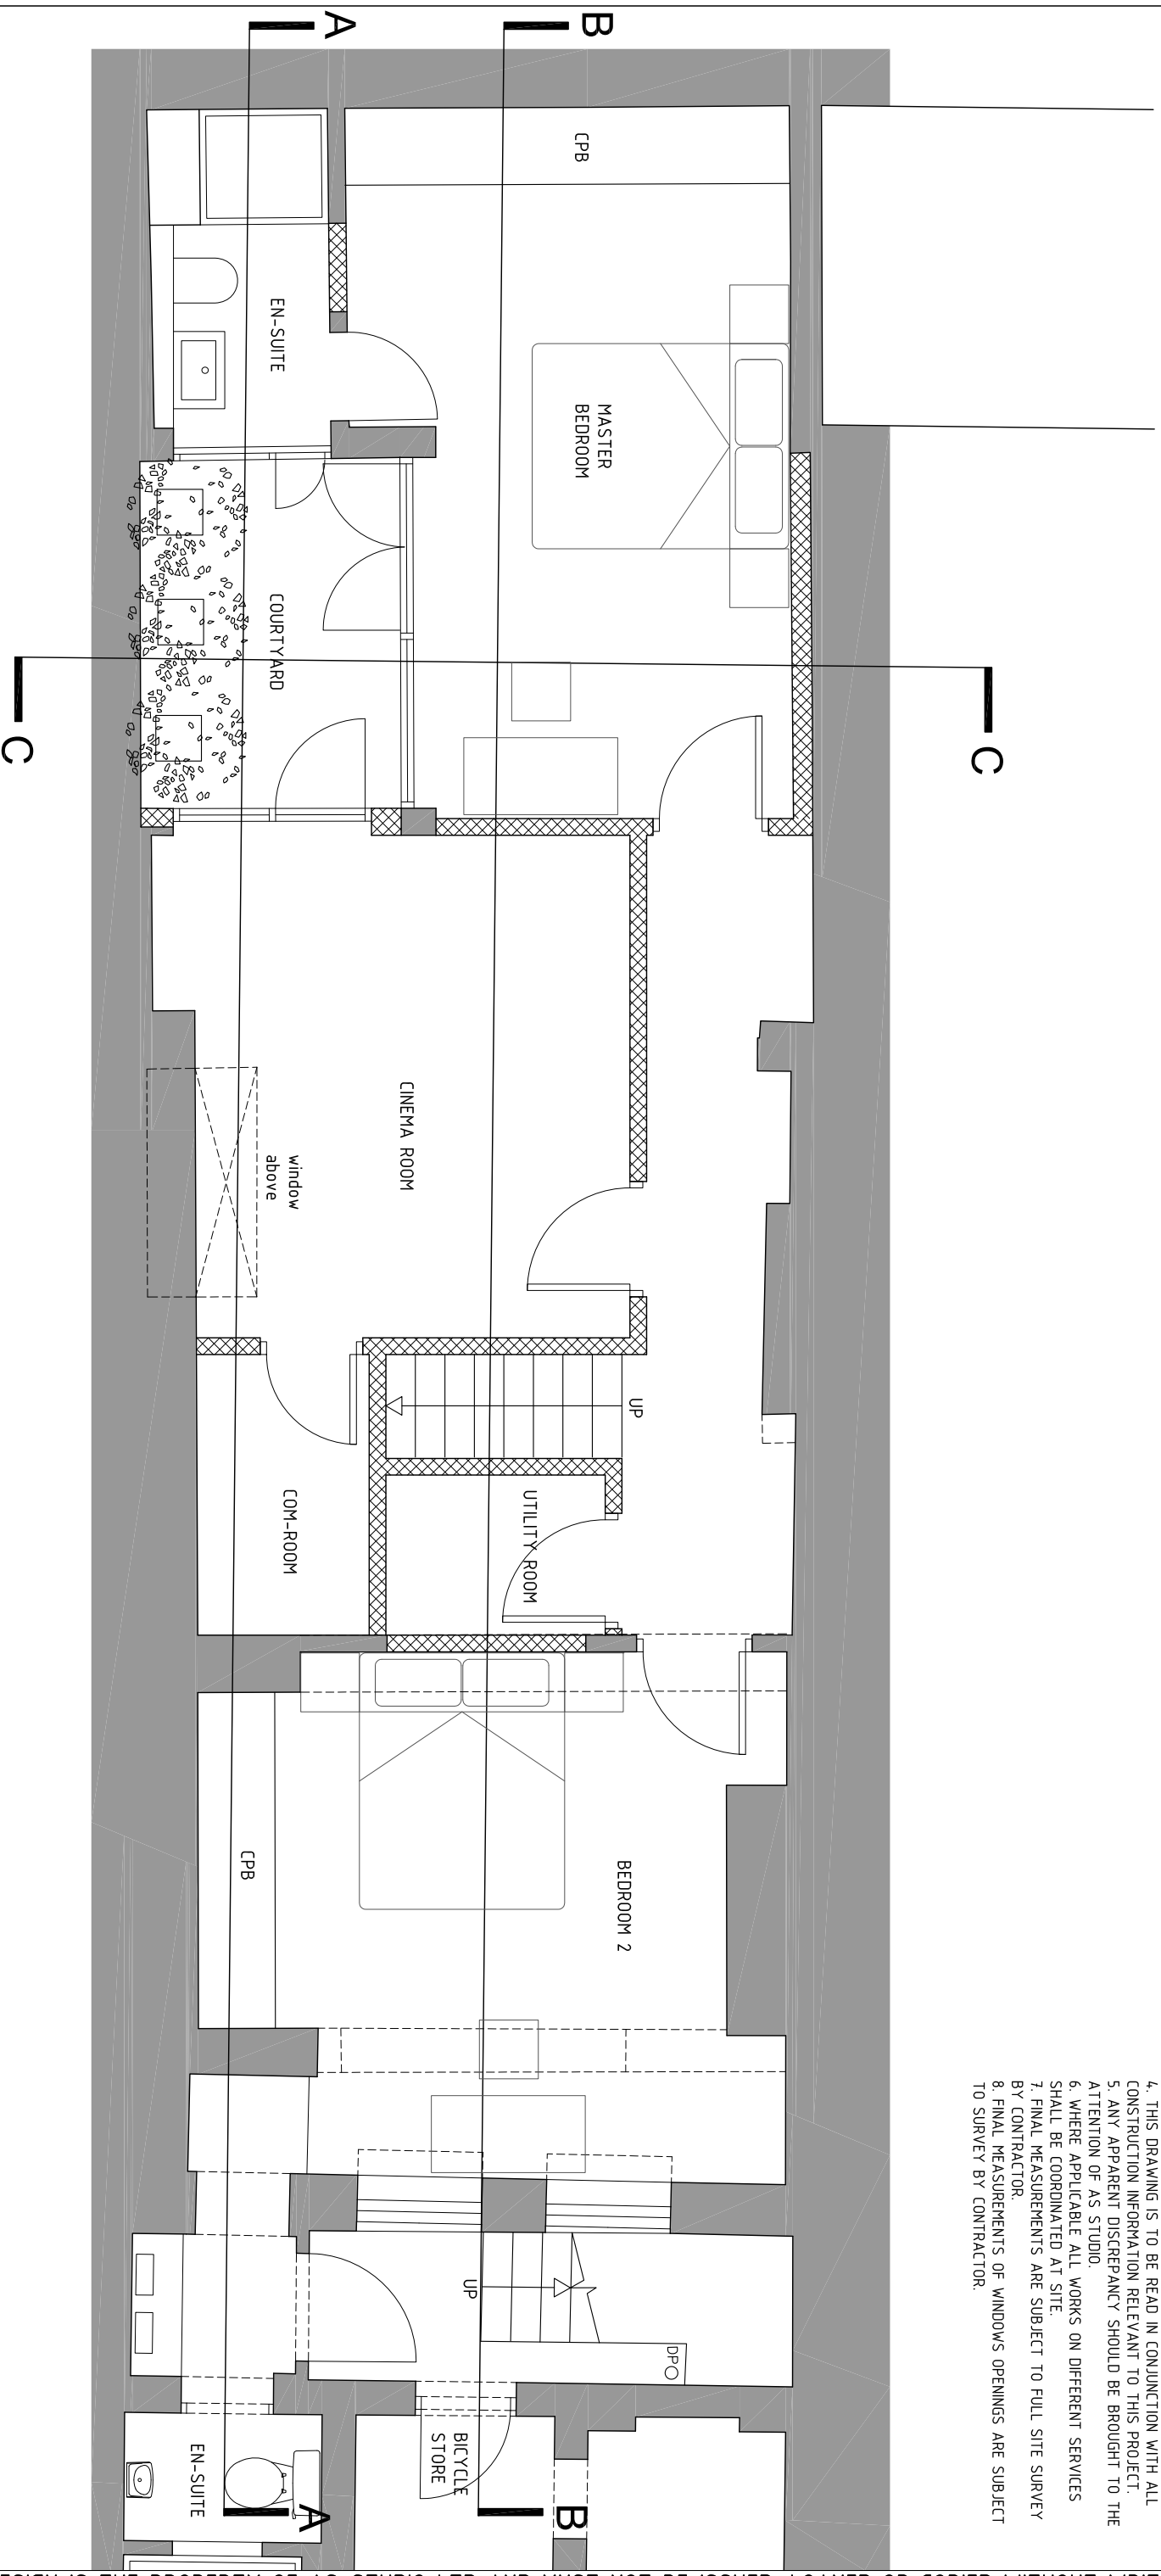 4. THIS DRAWING IS TO BE READ IN CONJUNCTION WITH ALL
CONSTRUCTION INFORMATION RELEVANT TO THIS PROJECT.
5. ANY APPARENT DISCREPANCY SHOULD BE BROUGHT TO THE
ATTENTION OF AS STUDIO.
6. WHERE APPLICABLE ALL WORKS ON DIFFERENT SERVICES
SHALL BE COORDINATED AT SITE.
7. FINAL MEASUREMENTS ARE SUBJECT TO FULL SITE SURVEY
BY CONTRACTOR.
8. FINAL MEASUREMENTS OF WINDOWS OPENINGS ARE SUBJECT
TO SURVEY BY CONTRACTOR.
A
B
CPB
EN-SUITE
MASTER
BEDROOM
COURTYARD
C
C
CINEMA ROOM
window
above
UP
COM-ROOM
UTILITY ROOM
CPB
BEDROOM 2
UP
DP
BICYCLE
STORE
EN-SUITE
A
B